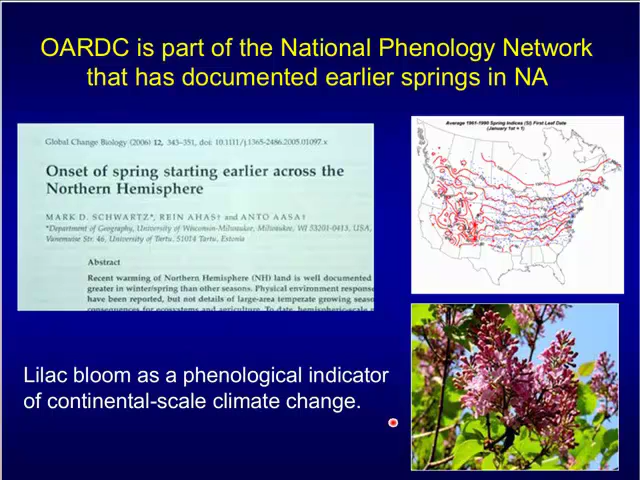 OARDC is part of the National Phenology Network
that has documented earlier springs in NA
Global Change Biology (2006) 12, 343–351, doi: 10.1111/j.1365-2486.2005.01097.x
Onset of spring starting earlier across the
Northern Hemisphere
MARK D. SCHWARTZ*, REIN AHAS† and ANTO AASA†
*Department of Geography, University of Wisconsin-Milwaukee, Milwaukee, WI 53201-0413, USA,
Vanemuise Str. 46, University of Tartu, 51014 Tartu, Estonia
Abstract
Recent warming of Northern Hemisphere (NH) land is well documented
greater in winter/spring than other seasons. Physical environment response
have been reported, but not details of large-area temperate growing seaso
consequences for ecosystems and agriculture. To date, hemispheric-scale
Average 1961-1990 Spring Indices (SI) First Leaf Date
(January 1st = 1)
Lilac bloom as a phenological indicator
of continental-scale climate change.